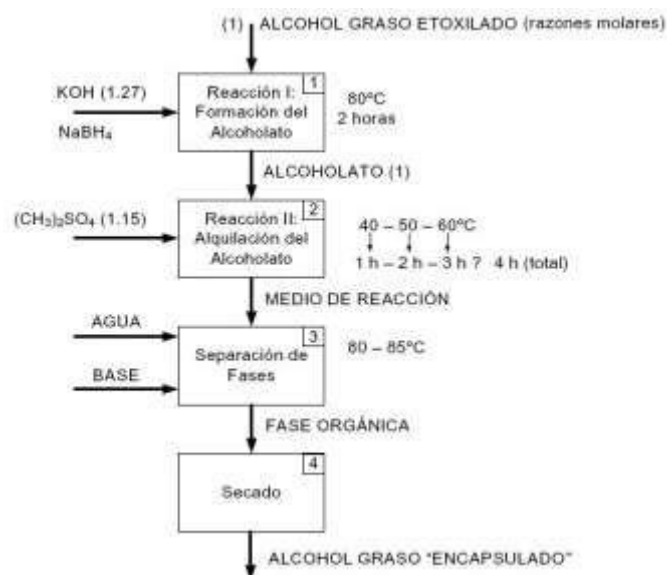 (1) ALCOHOL GRASO ETOXILADO (razones molares)
1
KOH (1.27)
NaBH₄
Reacción I:
Formación del
Alcoholato
80ºC
2 horas
ALCOHOLATO (1)
2
(CH₃)₂SO₄ (1.15)
Reacción II:
Alquilación del
Alcoholato
40 – 50 – 60ºC
1 h – 2 h – 3 h ? 4 h (total)
MEDIO DE REACCIÓN
AGUA
BASE
3
Separación de
Fases
80 – 85ºC
FASE ORGÁNICA
4
Secado
ALCOHOL GRASO "ENCAPSULADO"